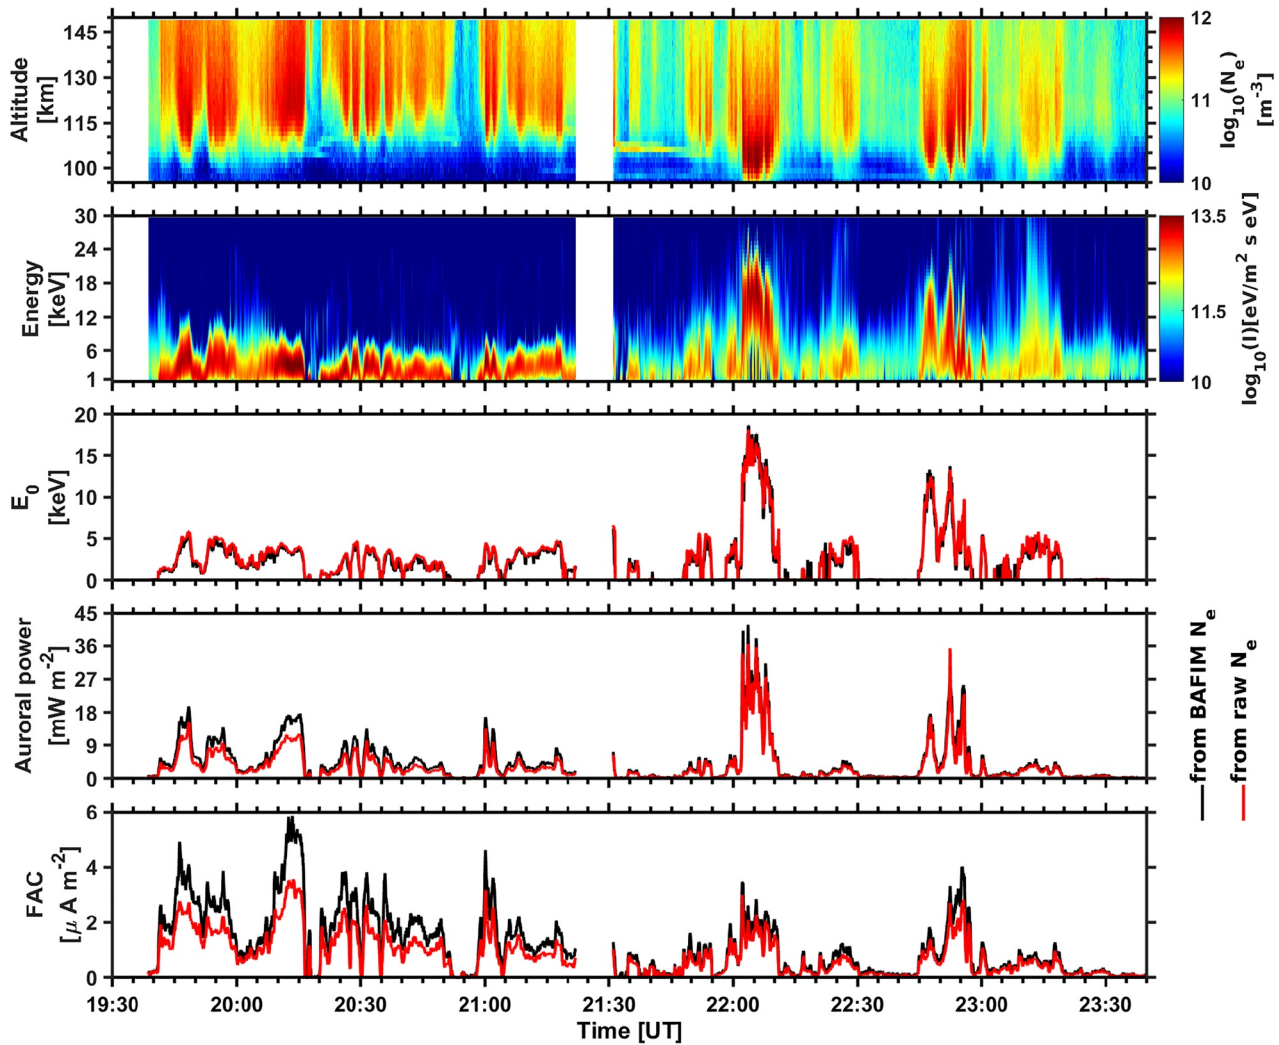 Altitude
[km]
145
130
115
100
12
11
10
log10(Ne)
[m-3]
Energy
[keV]
30
24
18
12
6
1
13.5
11.5
10
log10(I)[eV/m2 s eV]
E0
[keV]
20
15
10
5
0
Auroral power
[mW m-2]
45
36
27
18
9
0
from BAFIM Ne
from raw Ne
FAC
[μ A m-2]
6
4
2
0
19:30 20:00 20:30 21:00 21:30 22:00 22:30 23:00 23:30
Time [UT]